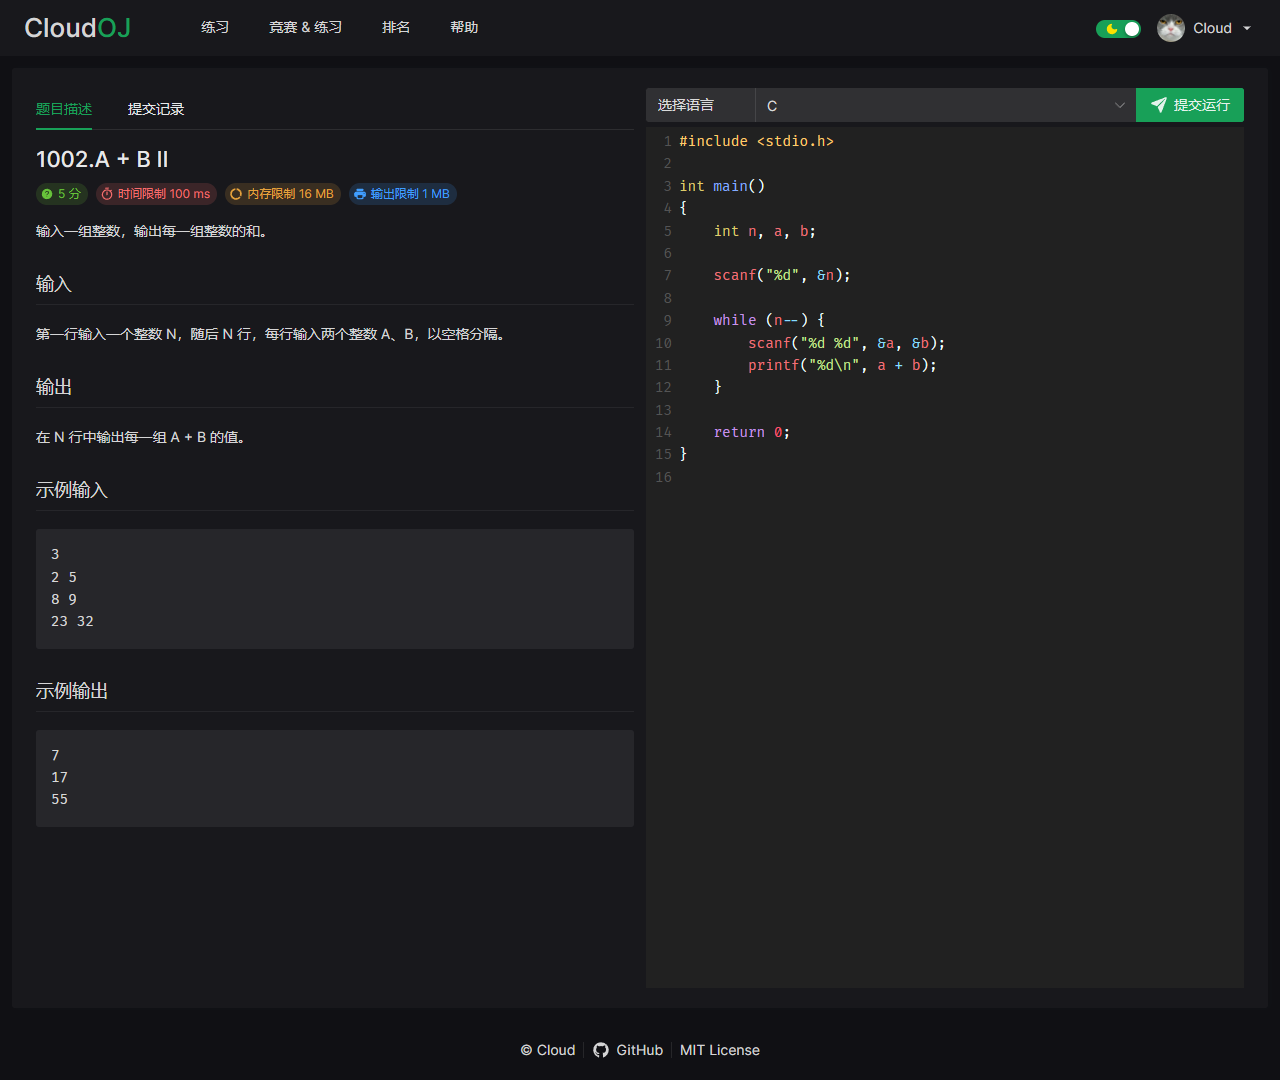 CloudOJ 练习 竞赛 & 练习 排名 帮助 Cloud
题目描述 提交记录
1002.A + B II
5 分 时间限制 100 ms 内存限制 16 MB 输出限制 1 MB
输入一组整数，输出每一组整数的和。
输入
第一行输入一个整数 N，随后 N 行，每行输入两个整数 A、B，以空格分隔。
输出
在 N 行中输出每一组 A + B 的值。
示例输入
3
2 5
8 9
23 32
示例输出
7
17
55
选择语言 C 提交运行
1 #include <stdio.h>
2
3 int main()
4 {
5     int n, a, b;
6
7     scanf("%d", &n);
8
9     while (n--) {
10         scanf("%d %d", &a, &b);
11         printf("%d\n", a + b);
12     }
13
14     return 0;
15 }
16
© Cloud GitHub MIT License